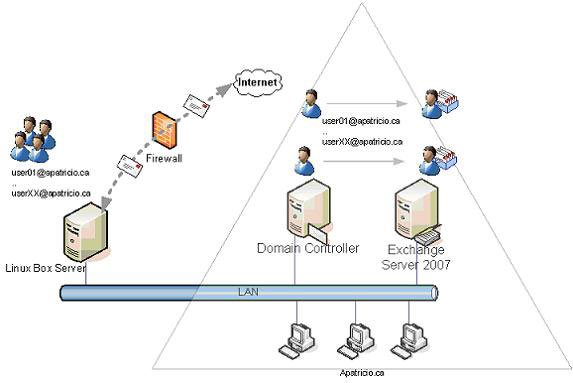 Internet
user01@apatricio.ca
..
userXX@apatricio.ca
Firewall
user01@apatricio.ca
..
userXX@apatricio.ca
Domain Controller
Exchange
Server 2007
Linux Box Server
LAN
Apatricio.ca